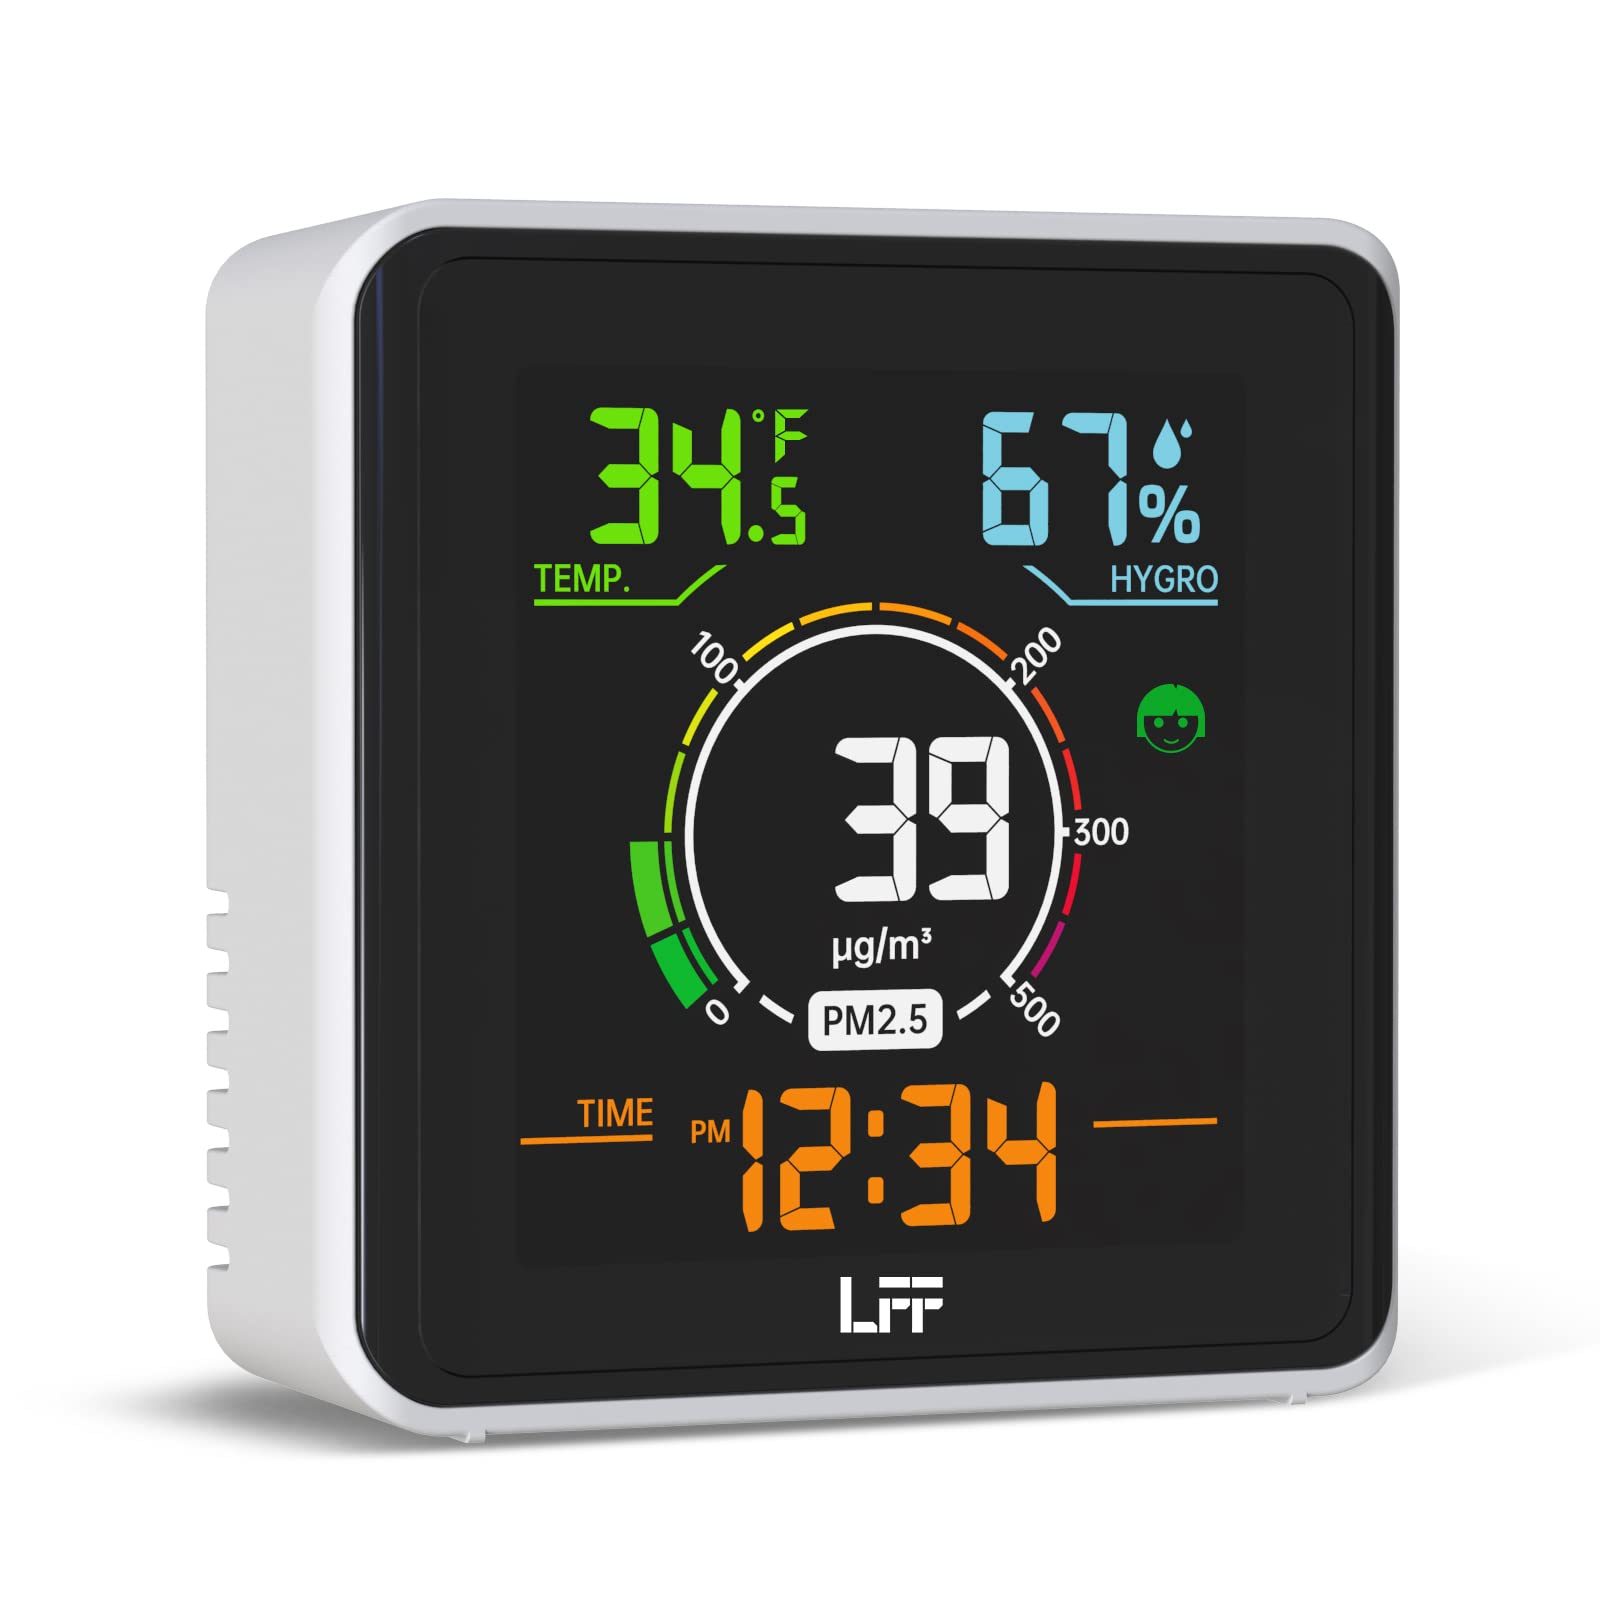 34.5°F
67%
TEMP.
HYGRO
100
200
39
300
µg/m³
0
PM2.5
500
TIME
PM 12:34
LFF